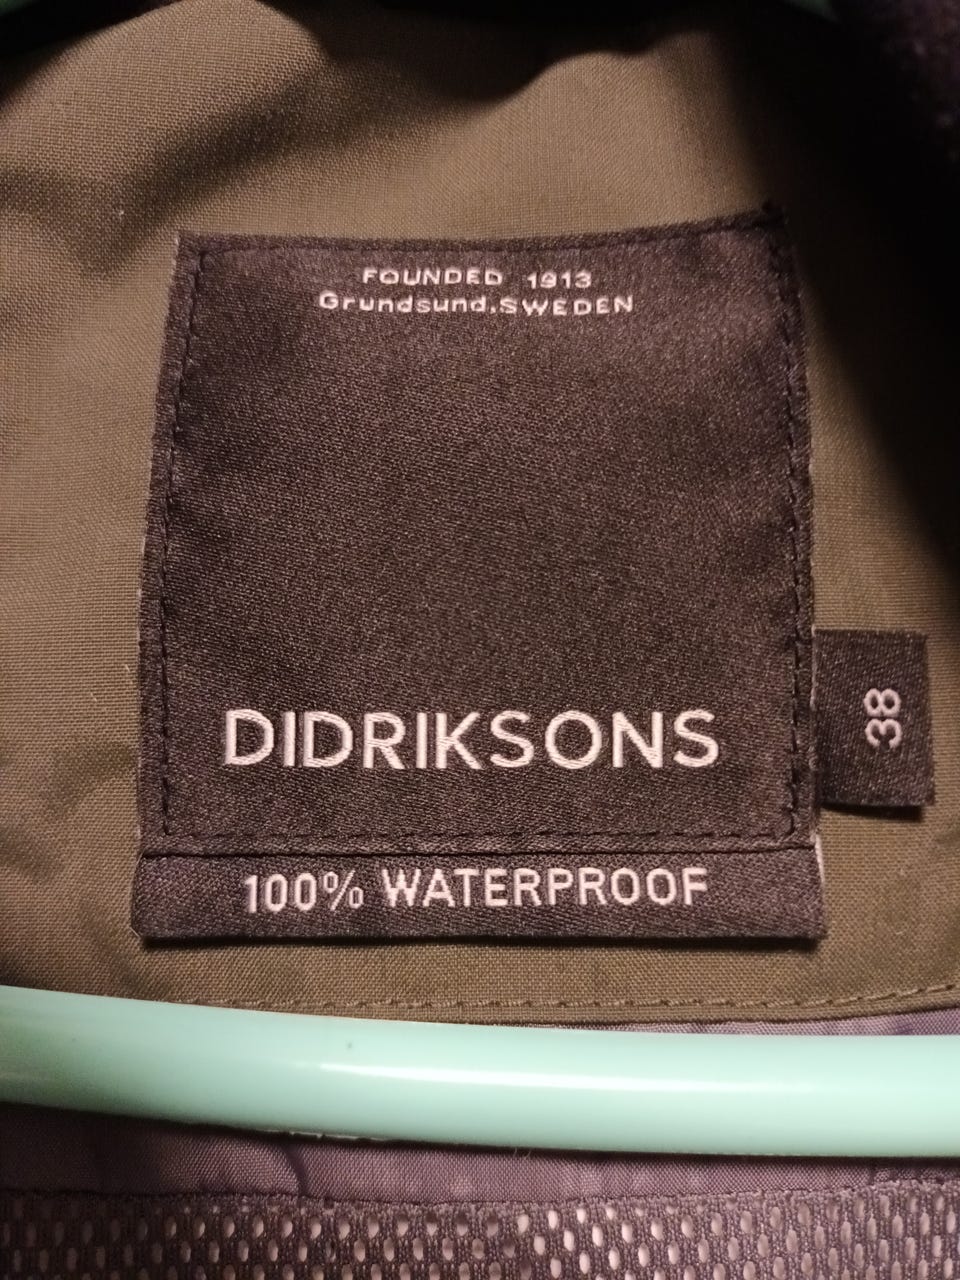 FOUNDED 1913
Grundsund.SWEDEN
DIDRIKSONS
38
100% WATERPROOF